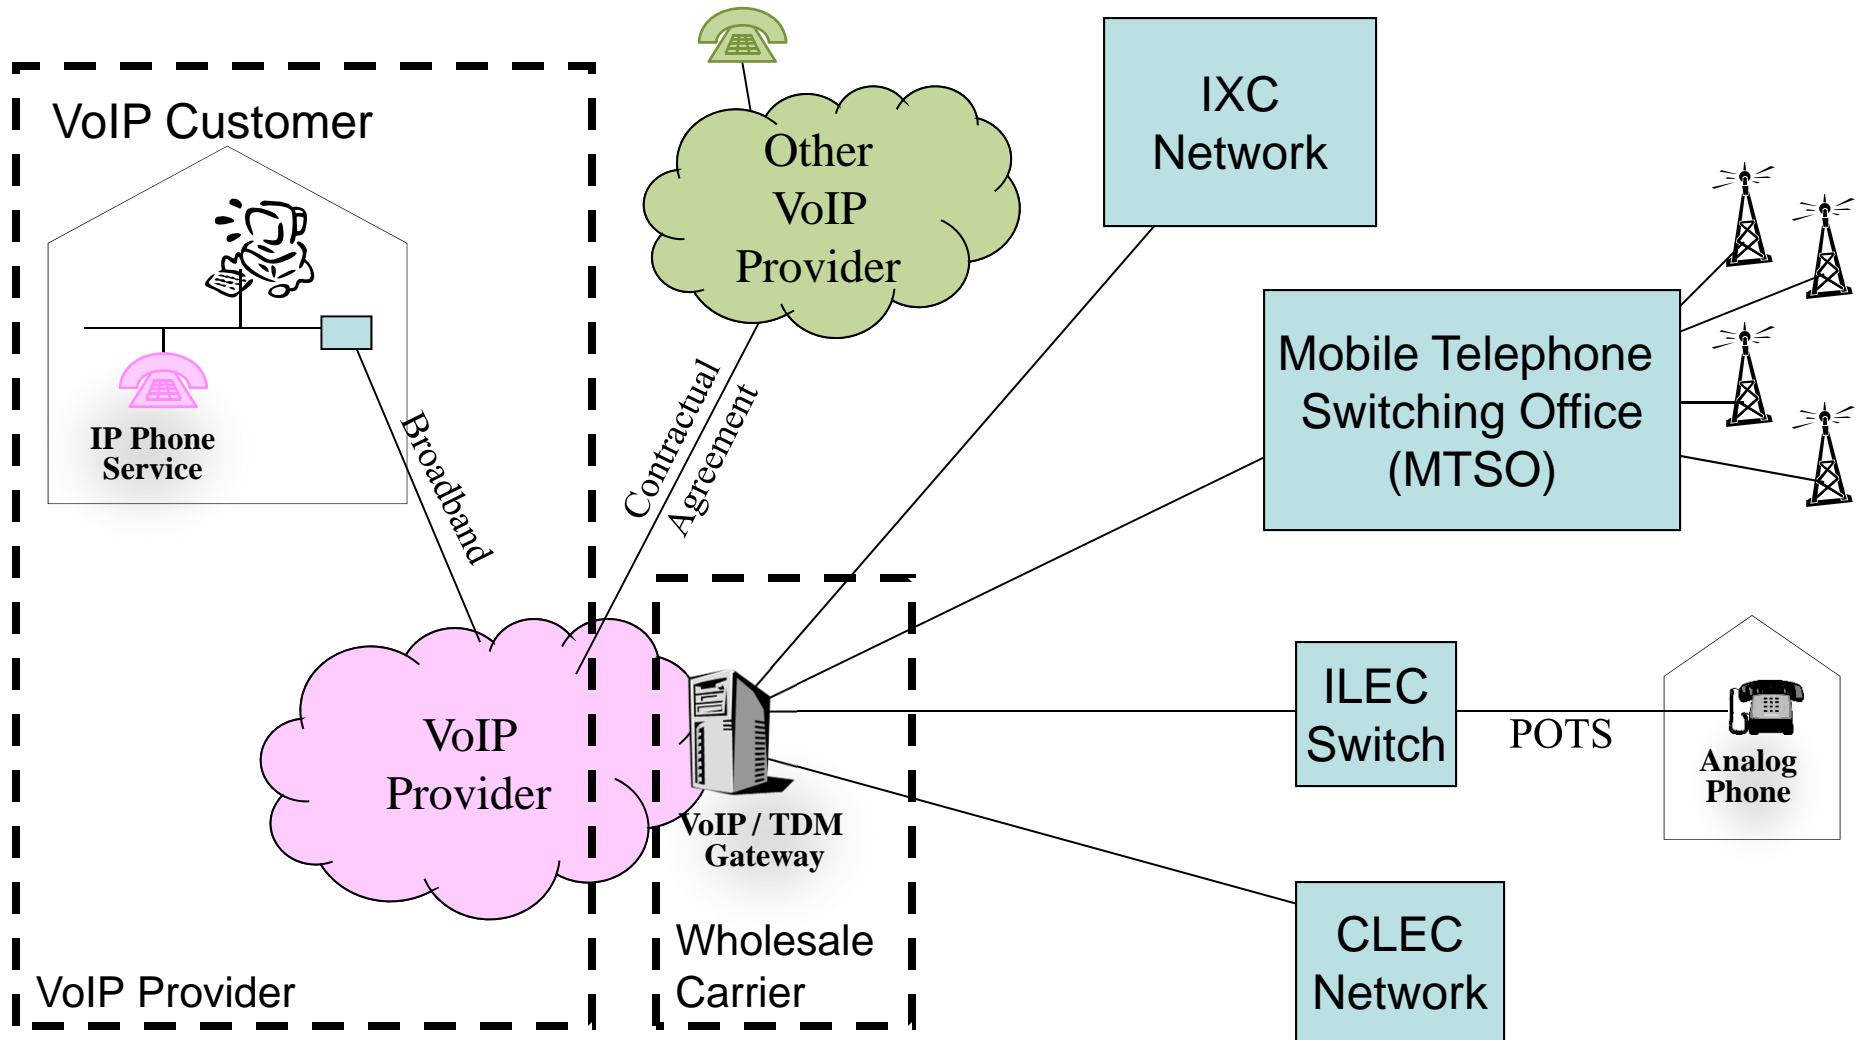 VoIP Customer
IP Phone
Service
Broadband
VoIP
Provider
VoIP Provider
Other
VoIP
Provider
Contractual
Agreement
VoIP / TDM
Gateway
Wholesale
Carrier
IXC
Network
Mobile Telephone
Switching Office
(MTSO)
ILEC
Switch
POTS
Analog
Phone
CLEC
Network